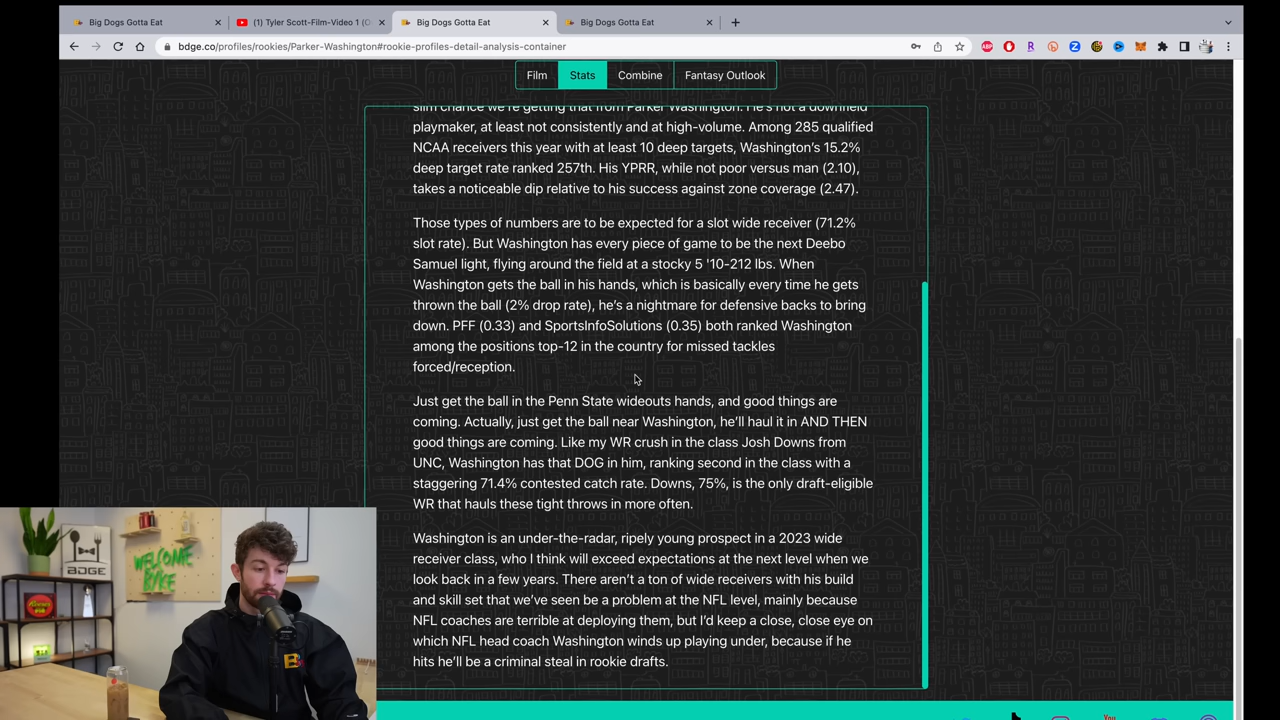 Big Dogs Gotta Eat
(1) Tyler Scott-Film-Video 1 (O
Big Dogs Gotta Eat
Big Dogs Gotta Eat
bdge.co/profiles/rookies/Parker-Washington#rookie-profiles-detail-analysis-container
Film
Stats
Combine
Fantasy Outlook
slim chance we're getting that from Parker Washington. He's not a downfield
playmaker, at least not consistently and at high-volume. Among 285 qualified
NCAA receivers this year with at least 10 deep targets, Washington's 15.2%
deep target rate ranked 257th. His YPRR, while not poor versus man (2.10),
takes a noticeable dip relative to his success against zone coverage (2.47).
Those types of numbers are to be expected for a slot wide receiver (71.2%
slot rate). But Washington has every piece of game to be the next Deebo
Samuel light, flying around the field at a stocky 5 '10-212 lbs. When
Washington gets the ball in his hands, which is basically every time he gets
thrown the ball (2% drop rate), he's a nightmare for defensive backs to bring
down. PFF (0.33) and SportsInfoSolutions (0.35) both ranked Washington
among the positions top-12 in the country for missed tackles
forced/reception.
Just get the ball in the Penn State wideouts hands, and good things are
coming. Actually, just get the ball near Washington, he'll haul it in AND THEN
good things are coming. Like my WR crush in the class Josh Downs from
UNC, Washington has that DOG in him, ranking second in the class with a
staggering 71.4% contested catch rate. Downs, 75%, is the only draft-eligible
WR that hauls these tight throws in more often.
Washington is an under-the-radar, ripely young prospect in a 2023 wide
receiver class, who I think will exceed expectations at the next level when we
look back in a few years. There aren't a ton of wide receivers with his build
and skill set that we've seen be a problem at the NFL level, mainly because
NFL coaches are terrible at deploying them, but I'd keep a close, close eye on
which NFL head coach Washington winds up playing under, because if he
hits he'll be a criminal steal in rookie drafts.
BDGE
WELCOME
You